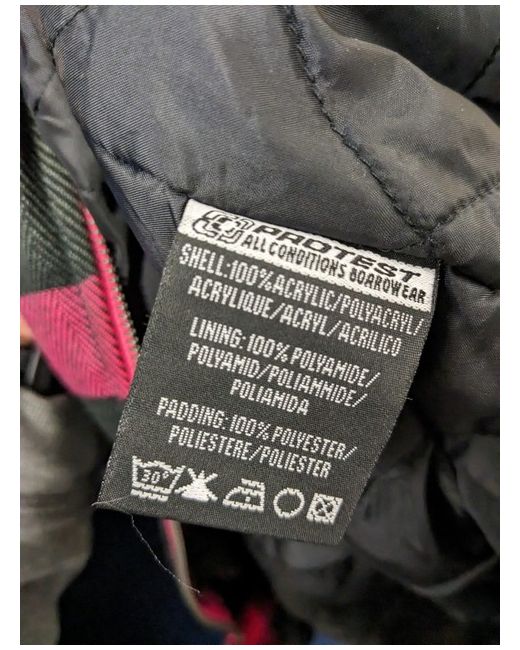 PROTEST
ALL CONDITIONS BOARWEAR
SHELL:100% ACRYLIC/POLYACRYL/
ACRYLIQUE/ACRYL/ACRILICO
LINING: 100% POLYAMIDE/
POLYAMID/POLIAMMIDE/
POLIAMIDA
PADDING: 100% POLYESTER/
POLIESTERE/POLIESTER
30°